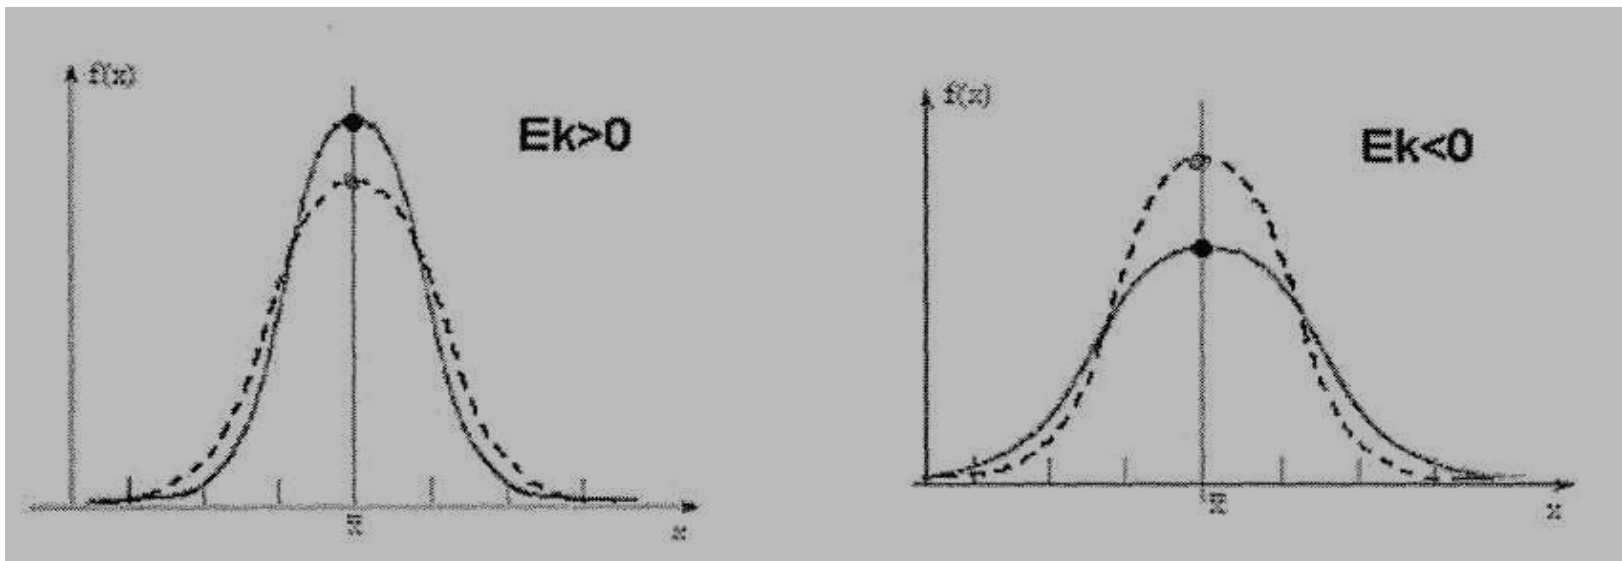 f(x)
Ek>0
x̄
x
f(x)
Ek<0
x̄
x